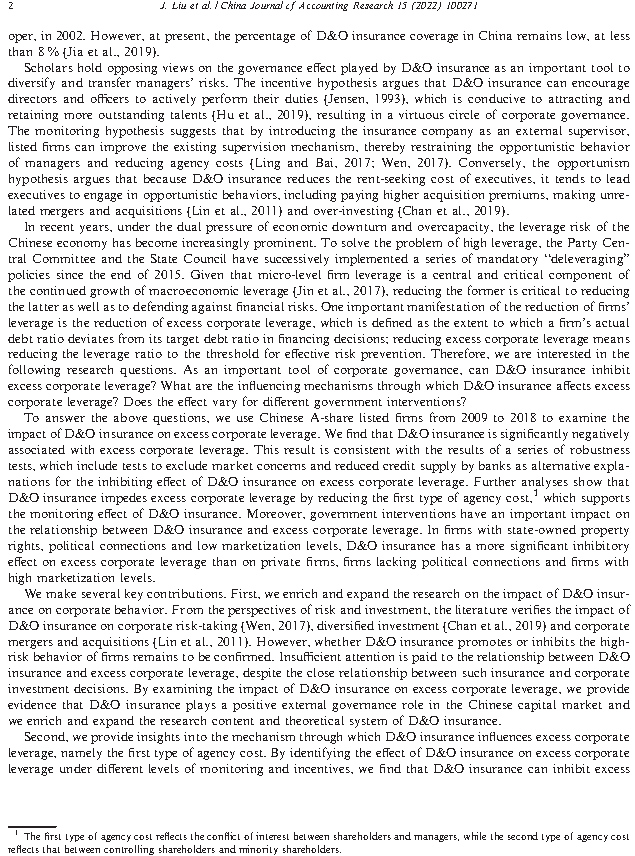 2 J. Liu et al. / China Journal of Accounting Research 15 (2022) 100271
oper, in 2002. However, at present, the percentage of D&O insurance coverage in China remains low, at less
than 8 % (Jia et al., 2019).
Scholars hold opposing views on the governance effect played by D&O insurance as an important tool to
diversify and transfer managers' risks. The incentive hypothesis argues that D&O insurance can encourage
directors and officers to actively perform their duties (Jensen, 1993), which is conducive to attracting and
retaining more outstanding talents (Hu et al., 2019), resulting in a virtuous circle of corporate governance.
The monitoring hypothesis suggests that by introducing the insurance company as an external supervisor,
listed firms can improve the existing supervision mechanism, thereby restraining the opportunistic behavior
of managers and reducing agency costs (Ling and Bai, 2017; Wen, 2017). Conversely, the opportunism
hypothesis argues that because D&O insurance reduces the rent-seeking cost of executives, it tends to lead
executives to engage in opportunistic behaviors, including paying higher acquisition premiums, making unre-
lated mergers and acquisitions (Lin et al., 2011) and over-investing (Chan et al., 2019).
In recent years, under the dual pressure of economic downturn and overcapacity, the leverage risk of the
Chinese economy has become increasingly prominent. To solve the problem of high leverage, the Party Cen-
tral Committee and the State Council have successively implemented a series of mandatory "deleveraging"
policies since the end of 2015. Given that micro-level firm leverage is a central and critical component of
the continued growth of macroeconomic leverage (Jin et al., 2017), reducing the former is critical to reducing
the latter as well as to defending against financial risks. One important manifestation of the reduction of firms'
leverage is the reduction of excess corporate leverage, which is defined as the extent to which a firm's actual
debt ratio deviates from its target debt ratio in financing decisions; reducing excess corporate leverage means
reducing the leverage ratio to the threshold for effective risk prevention. Therefore, we are interested in the
following research questions. As an important tool of corporate governance, can D&O insurance inhibit
excess corporate leverage? What are the influencing mechanisms through which D&O insurance affects excess
corporate leverage? Does the effect vary for different government interventions?
To answer the above questions, we use Chinese A-share listed firms from 2009 to 2018 to examine the
impact of D&O insurance on excess corporate leverage. We find that D&O insurance is significantly negatively
associated with excess corporate leverage. This result is consistent with the results of a series of robustness
tests, which include tests to exclude market concerns and reduced credit supply by banks as alternative expla-
nations for the inhibiting effect of D&O insurance on excess leverage. Further analyses show that
D&O insurance impedes excess corporate leverage by reducing the first type of agency cost,1 which supports
the monitoring effect of D&O insurance. Moreover, government interventions have an important impact on
the relationship between D&O insurance and excess corporate leverage. In firms with state-owned property
rights, political connections and low marketization levels, D&O insurance has a more significant inhibitory
effect on excess corporate leverage than on private firms, firms lacking political connections and firms with
high marketization levels.
We make several key contributions. First, we enrich and expand the research on the impact of D&O insur-
ance on corporate behavior. From the perspectives of risk and investment, the literature verifies the impact of
D&O insurance on corporate risk-taking (Wen, 2017), diversified investment (Chan et al., 2019) and corporate
mergers and acquisitions (Lin et al., 2011). However, whether D&O insurance promotes or inhibits the high-
risk behavior of firms remains to be confirmed. Insufficient attention is paid to the relationship between D&O
insurance and excess corporate leverage, despite the close relationship between such insurance and corporate
investment decisions. By examining the impact of D&O insurance on excess corporate leverage, we provide
evidence that D&O insurance plays a positive external governance role in the Chinese capital market and
we enrich and expand the research content and theoretical system of D&O insurance.
Second, we provide insights into the mechanism through which D&O insurance influences excess corporate
leverage, namely the first type of agency cost. By identifying the effect of D&O insurance on excess corporate
leverage under different levels of monitoring and incentives, we find that D&O insurance can inhibit excess
1 The first type of agency cost reflects the conflict of interest between shareholders and managers, while the second type of agency cost
reflects that between controlling shareholders and minority shareholders.